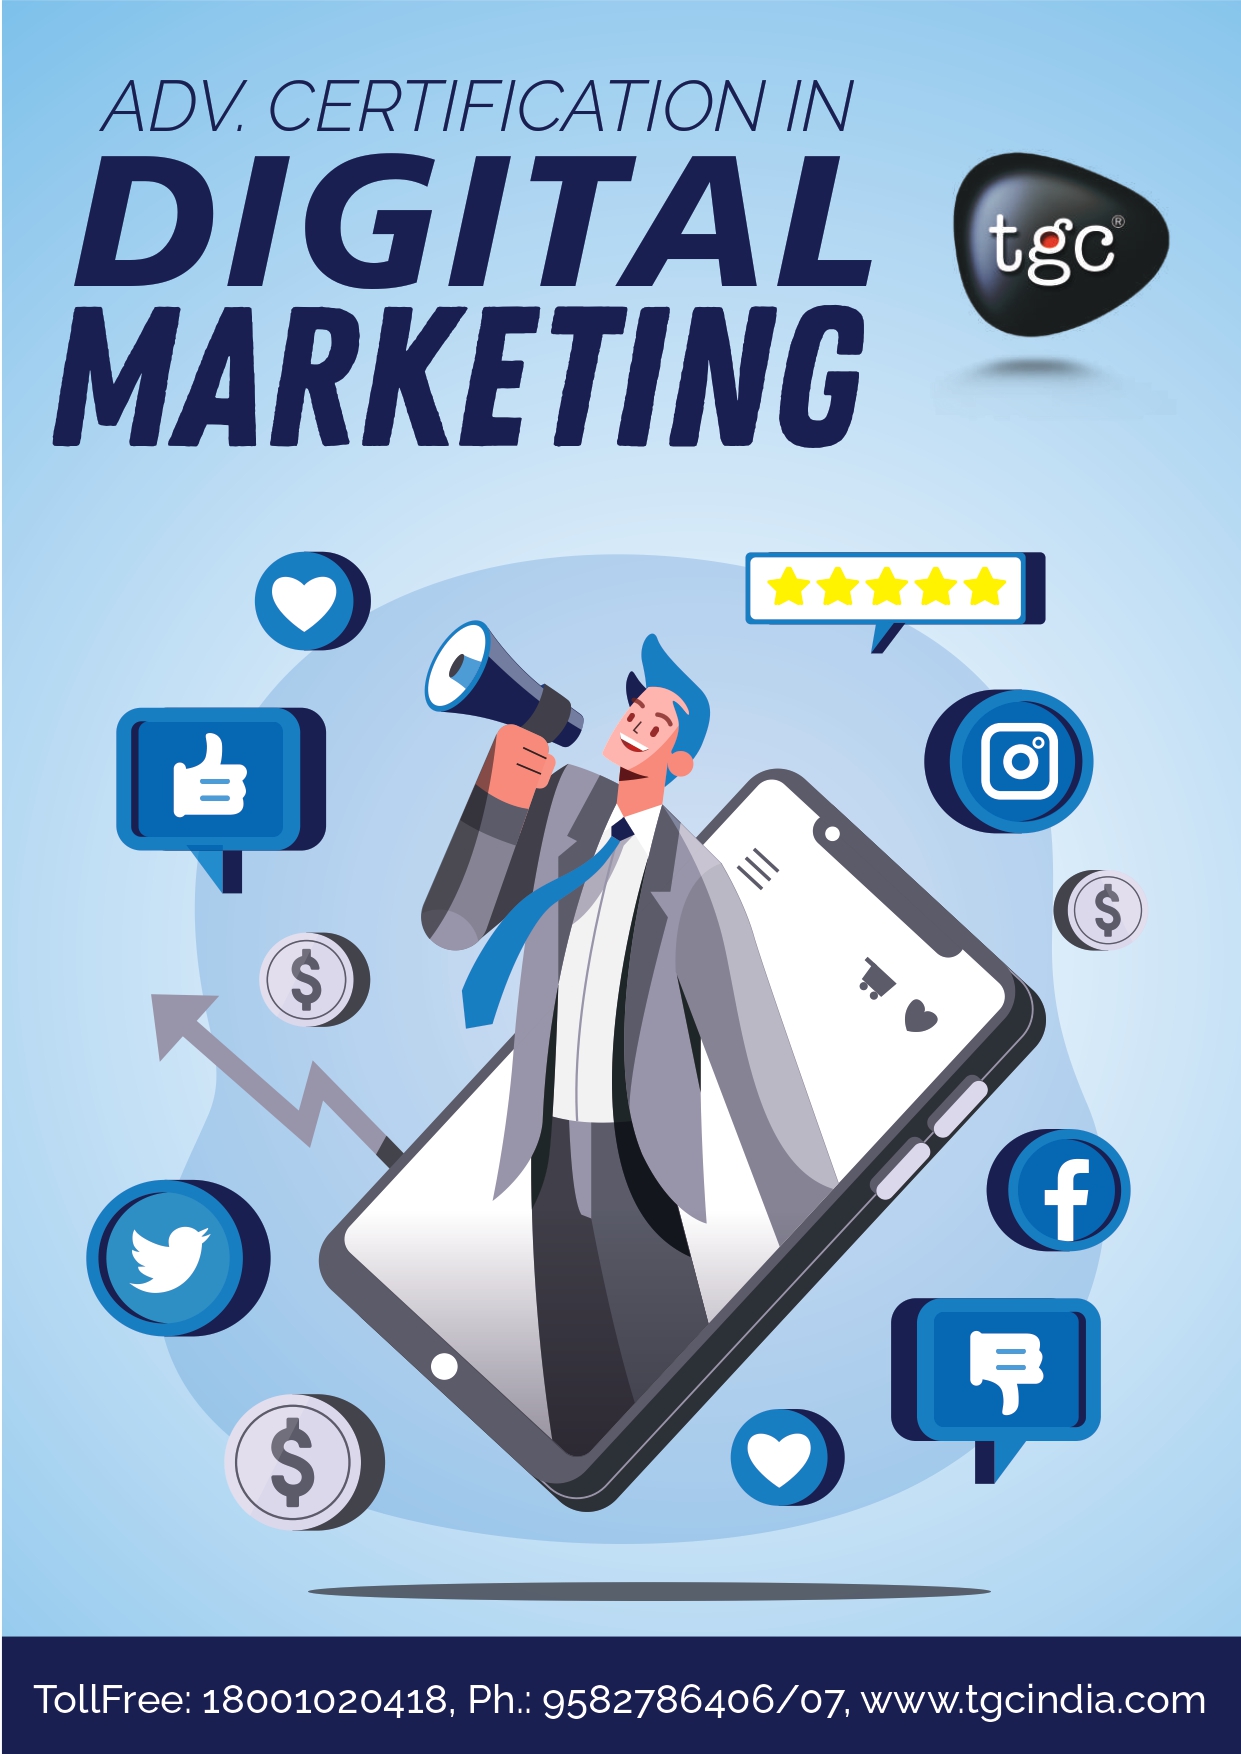 ADV. CERTIFICATION IN
DIGITAL
MARKETING
tgc®
TollFree: 18001020418, Ph.: 9582786406/07, www.tgcindia.com